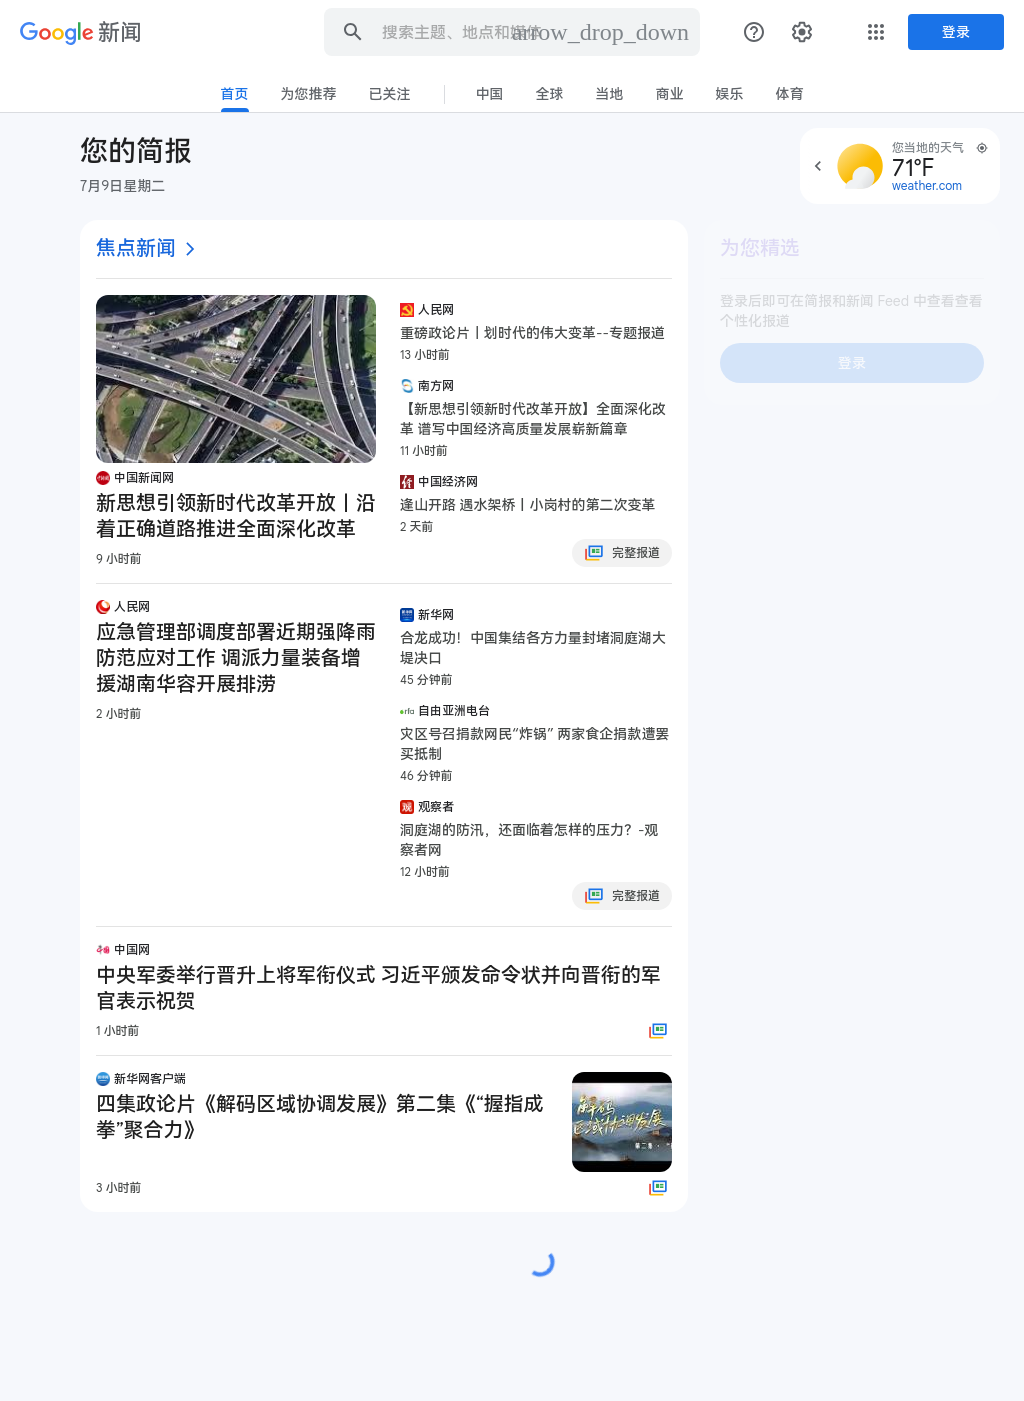 Google 新闻
搜索主题、地点和媒体
arrow_drop_down
登录
首页
为您推荐
已关注
中国
全球
当地
商业
娱乐
体育
您的简报
7月9日星期二
您当地的天气
71°F
weather.com
焦点新闻
中国新闻网
新思想引领新时代改革开放丨沿
着正确道路推进全面深化改革
9 小时前
人民网
重磅政论片丨划时代的伟大变革--专题报道
13 小时前
南方网
【新思想引领新时代改革开放】全面深化改
革 谱写中国经济高质量发展崭新篇章
11 小时前
中国经济网
逢山开路 遇水架桥丨小岗村的第二次变革
2 天前
完整报道
人民网
应急管理部调度部署近期强降雨
防范应对工作 调派力量装备增
援湖南华容开展排涝
2 小时前
新华网
合龙成功！中国集结各方力量封堵洞庭湖大
堤决口
45 分钟前
rfa 自由亚洲电台
灾区号召捐款网民“炸锅” 两家食企捐款遭罢
买抵制
46 分钟前
观察者
洞庭湖的防汛，还面临着怎样的压力？-观
察者网
12 小时前
完整报道
中国网
中央军委举行晋升上将军衔仪式 习近平颁发命令状并向晋衔的军
官表示祝贺
1 小时前
新华网客户端
四集政论片《解码区域协调发展》第二集《“握指成
拳”聚合力》
3 小时前
解码
区域协调发展
第二集
为您精选
登录后即可在简报和新闻 Feed 中查看查看
个性化报道
登录